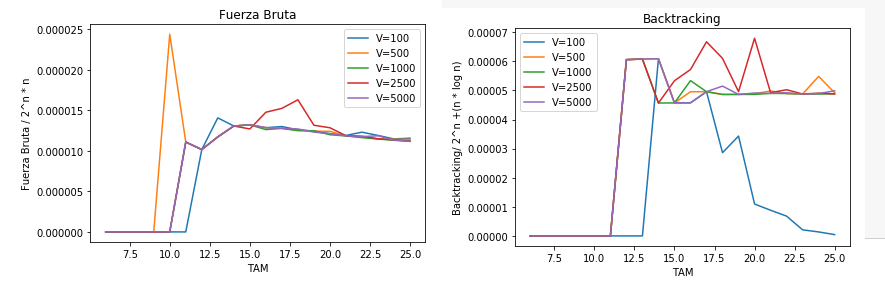 Fuerza Bruta
Fuerza Bruta / 2^n * n
0.000025
0.000020
0.000015
0.000010
0.000005
0.000000
V=100
V=500
V=1000
V=2500
V=5000
7.5 10.0 12.5 15.0 17.5 20.0 22.5 25.0
TAM
Backtracking
Backtracking/ 2^n +(n * log n)
0.00007
0.00006
0.00005
0.00004
0.00003
0.00002
0.00001
0.00000
V=100
V=500
V=1000
V=2500
V=5000
7.5 10.0 12.5 15.0 17.5 20.0 22.5 25.0
TAM